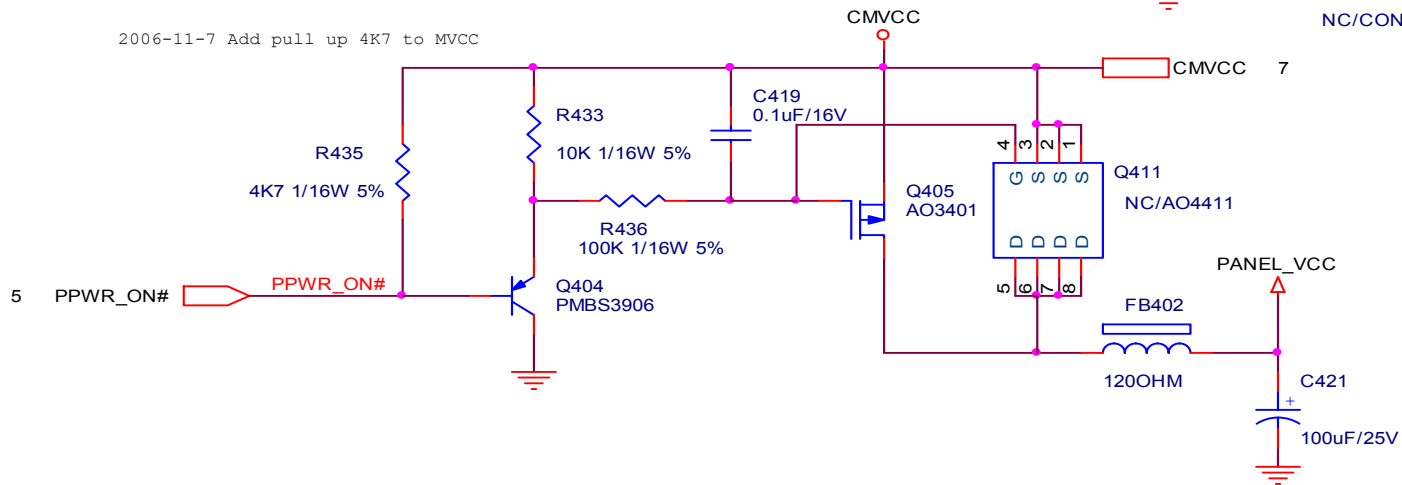 CMVCC
NC/CON
2006-11-7 Add pull up 4K7 to MVCC
CMVCC 7
C419
0.1uF/16V
R433
10K 1/16W 5%
R435
4K7 1/16W 5%
4 3 2 1
G S S S
Q411
NC/AO4411
Q405
AO3401
R436
100K 1/16W 5%
D D D D
5 6 7 8
PANEL_VCC
5 PPWR_ON#
PPWR_ON#
Q404
PMBS3906
FB402
120OHM
C421
+
100uF/25V